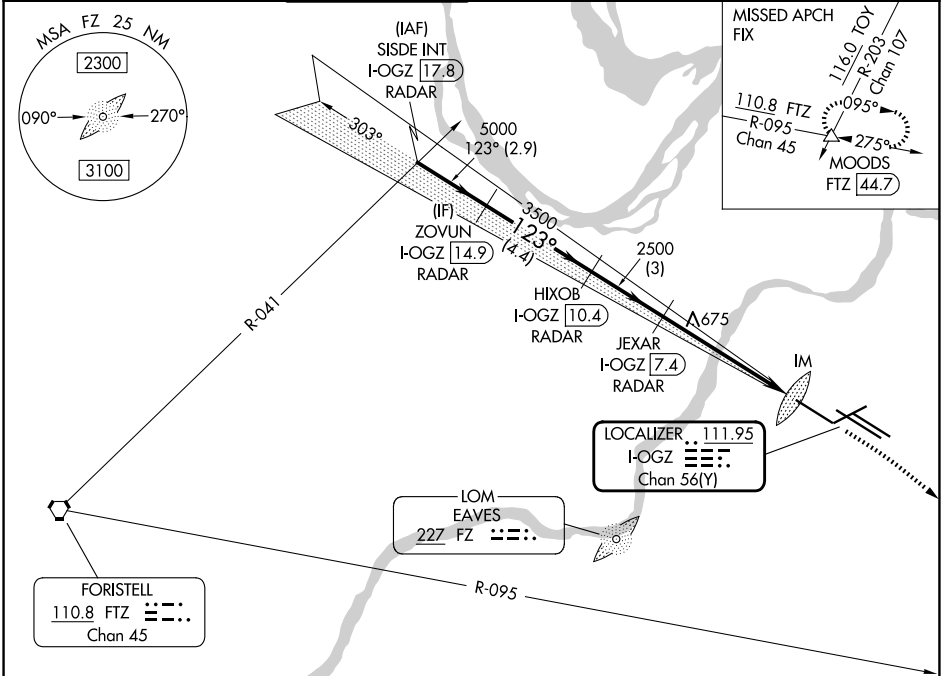 MSA FZ 25 NM
2300
090°
270°
3100
(IAF)
SISDE INT
I-OGZ 17.8
RADAR
303°
5000
123° (2.9)
(IF)
ZOVUN
I-OGZ 14.9
RADAR
3500
123°
(4.4)
2500
(3)
HIXOB
I-OGZ 10.4
RADAR
JEXAR
I-OGZ 7.4
RADAR
675
IM
R-041
LOCALIZER 111.95
I-OGZ
Chan 56(Y)
LOM
EAVES
227 FZ
R-095
FORISTELL
110.8 FTZ
Chan 45
MISSED APCH
FIX
116.0 TOY
R-203
Chan 107
110.8 FTZ
R-095
Chan 45
095°
275°
MOODS
FTZ 44.7